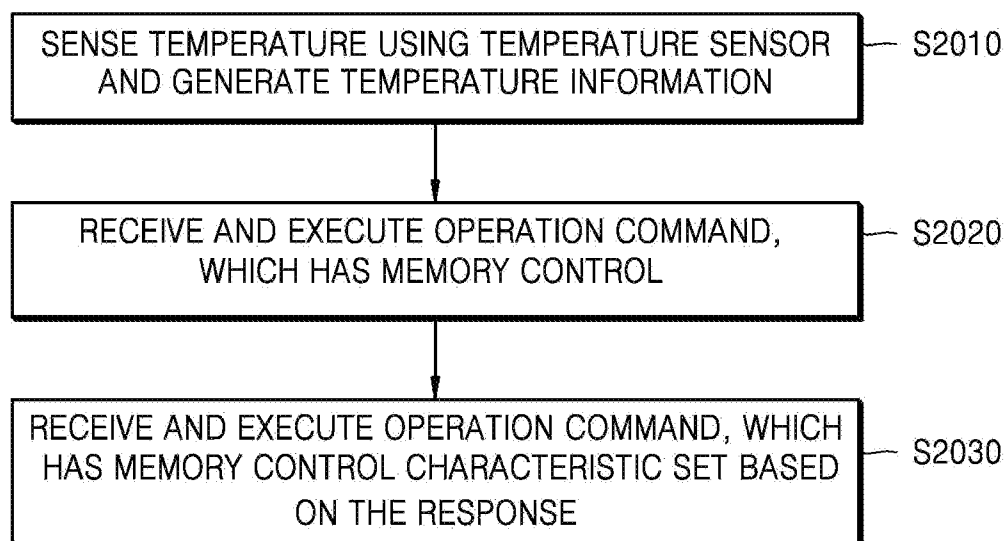 SENSE TEMPERATURE USING TEMPERATURE SENSOR
AND GENERATE TEMPERATURE INFORMATION
S2010
RECEIVE AND EXECUTE OPERATION COMMAND,
WHICH HAS MEMORY CONTROL
S2020
RECEIVE AND EXECUTE OPERATION COMMAND, WHICH
HAS MEMORY CONTROL CHARACTERISTIC SET BASED
ON THE RESPONSE
S2030